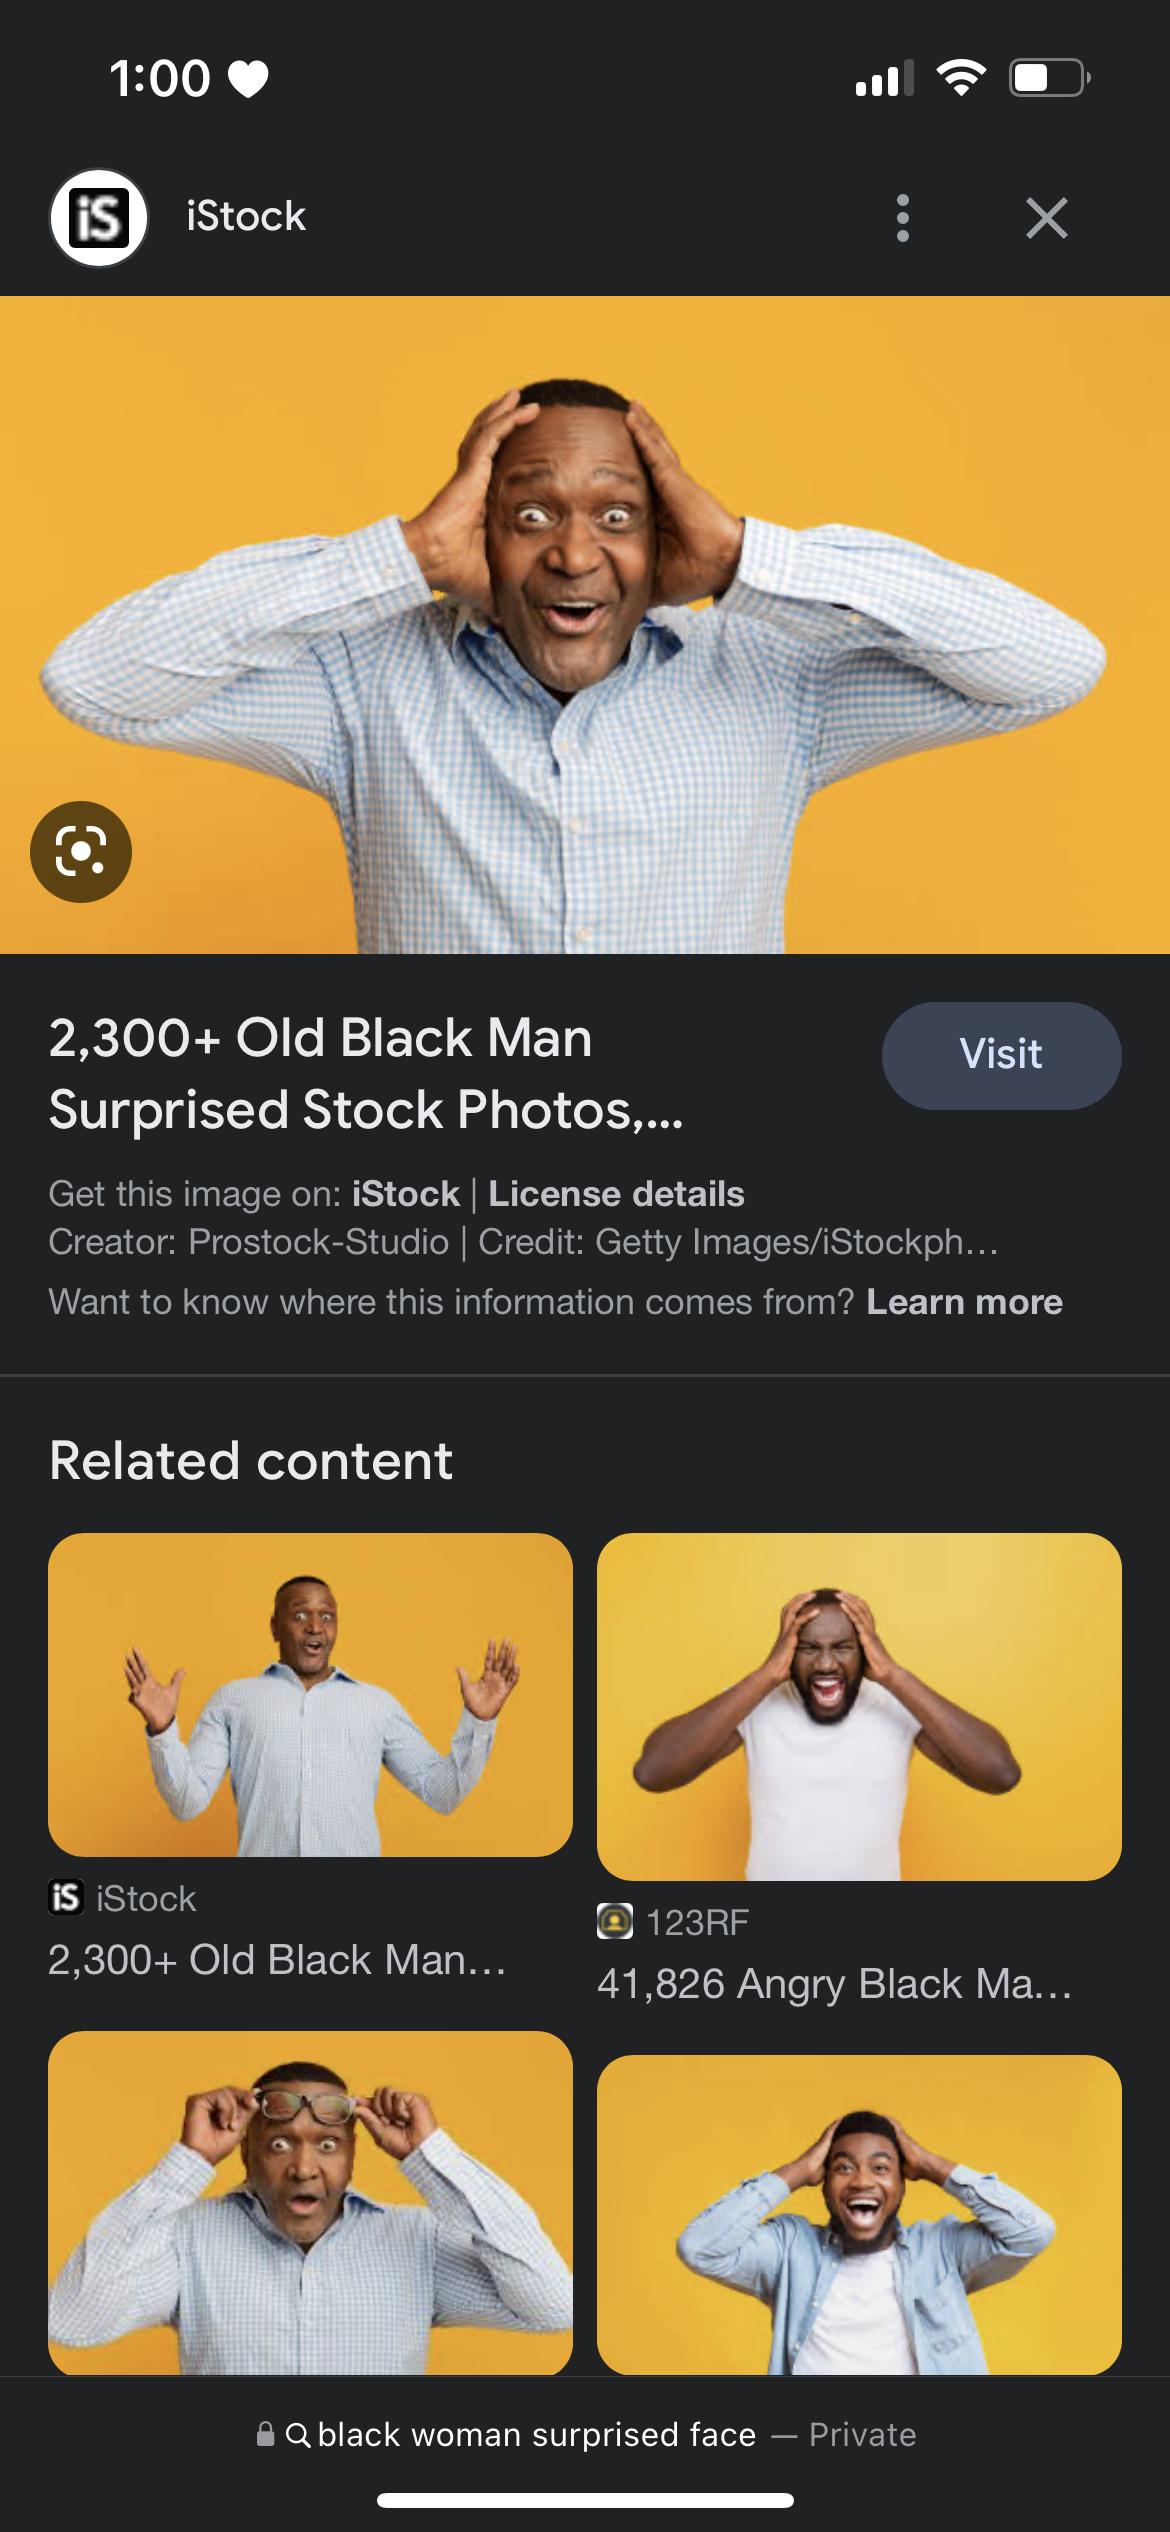 1:00
iS iStock
2,300+ Old Black Man
Surprised Stock Photos,...
Visit
Get this image on: iStock | License details
Creator: Prostock-Studio | Credit: Getty Images/iStockph...
Want to know where this information comes from? Learn more
Related content
iS iStock
2,300+ Old Black Man...
123RF
41,826 Angry Black Ma...
black woman surprised face — Private